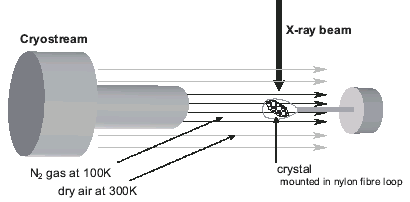 X-ray beam
Cryostream
N₂ gas at 100K
dry air at 300K
crystal
mounted in nylon fibre loop